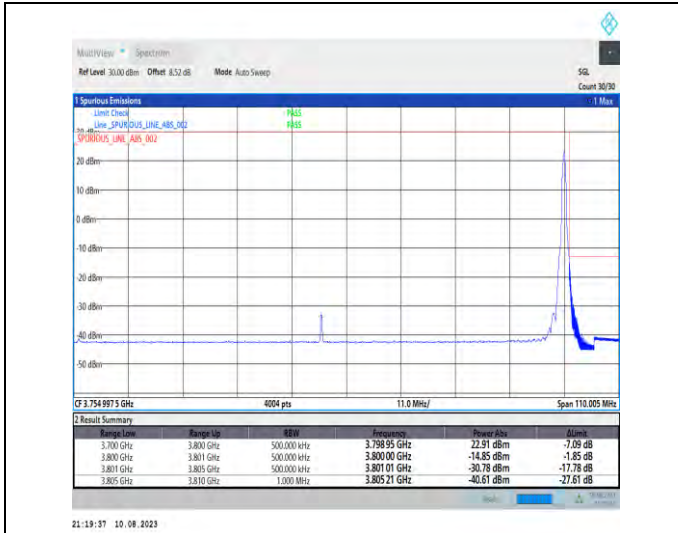 MultiView Spectrum
Ref Level 30.00 dBm Offset 8.52 dB Mode Auto Sweep SGL
Count 30/30
1 Spurious Emissions 1 Max
Limit Check PASS
Line _SPURIOUS_LINE_ABS_002 PASS
_SPURIOUS_LINE_ABS_002
20 dBm
10 dBm
0 dBm
-10 dBm
-20 dBm
-30 dBm
-40 dBm
-50 dBm
CF 3.754 997 5 GHz 4004 pts 11.0 MHz/ Span 110.005 MHz
2 Result Summary
Range Low Range Up RBW Frequency Power Abs ΔLimit
3.700 GHz 3.800 GHz 500.000 kHz 3.798 95 GHz 22.91 dBm -7.09 dB
3.800 GHz 3.801 GHz 500.000 kHz 3.800 00 GHz -14.85 dBm -1.85 dB
3.801 GHz 3.805 GHz 500.000 kHz 3.801 01 GHz -30.78 dBm -17.78 dB
3.805 GHz 3.810 GHz 1.000 MHz 3.805 21 GHz -40.61 dBm -27.61 dB
21:19:37 10.08.2023